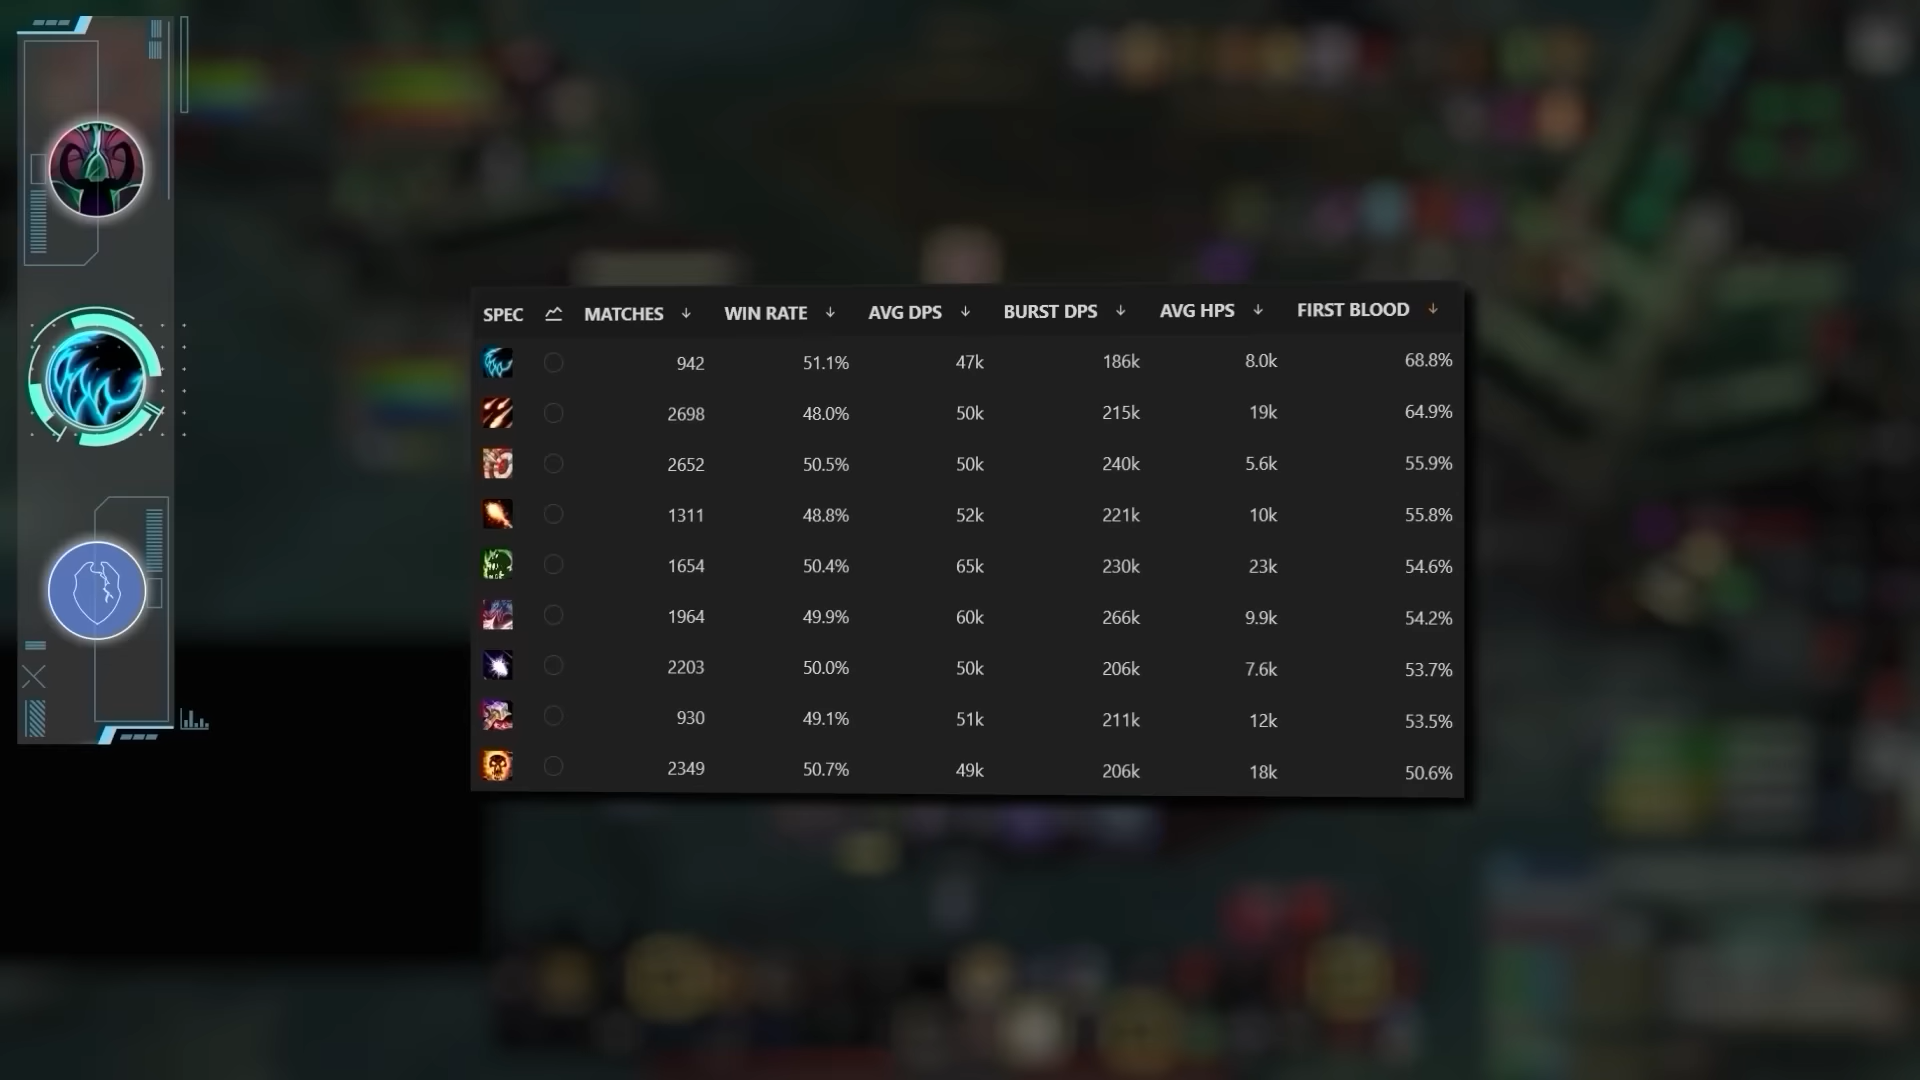 SPEC MATCHES ↓ WIN RATE ↓ AVG DPS ↓ BURST DPS ↓ AVG HPS ↓ FIRST BLOOD ↓
942 51.1% 47k 186k 8.0k 68.8%
2698 48.0% 50k 215k 19k 64.9%
2652 50.5% 50k 240k 5.6k 55.9%
1311 48.8% 52k 221k 10k 55.8%
1654 50.4% 65k 230k 23k 54.6%
1964 49.9% 60k 266k 9.9k 54.2%
2203 50.0% 50k 206k 7.6k 53.7%
930 49.1% 51k 211k 12k 53.5%
2349 50.7% 49k 206k 18k 50.6%